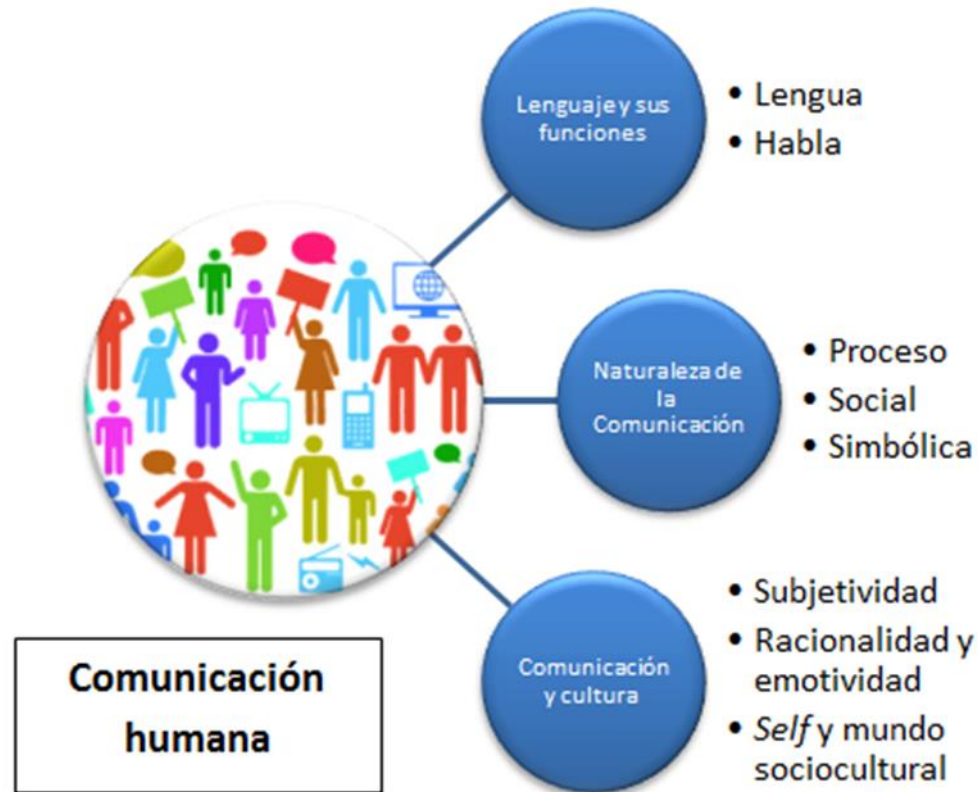 Lenguaje y sus
funciones
• Lengua
• Habla
Naturaleza de
la
Comunicación
• Proceso
• Social
• Simbólica
Comunicación
y cultura
• Subjetividad
• Racionalidad y
emotividad
• Self y mundo
sociocultural
Comunicación
humana